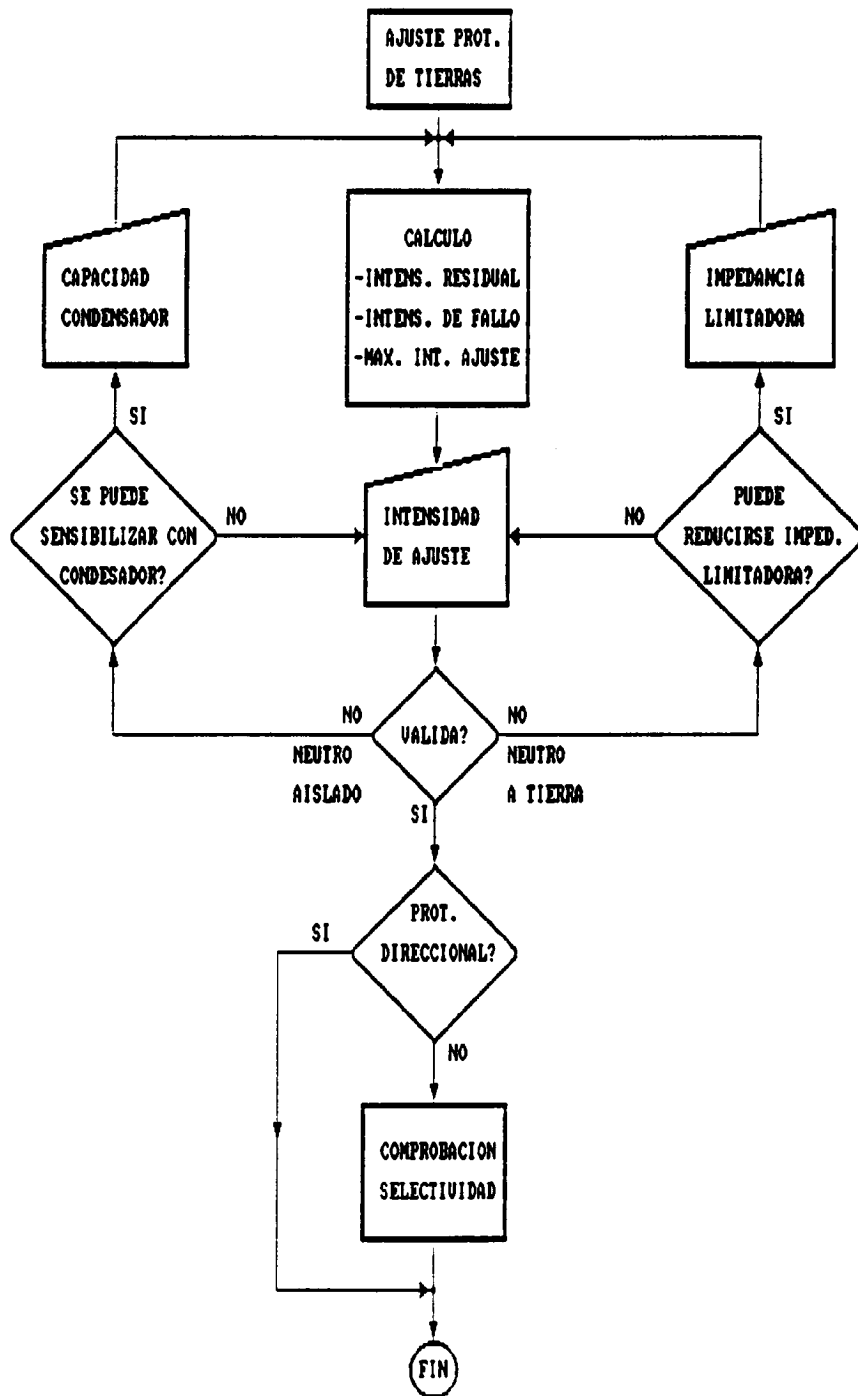 AJUSTE PROT.
DE TIERRAS
CAPACIDAD
CONDENSADOR
CALCULO
-INTENS. RESIDUAL
-INTENS. DE FALLO
-MAX. INT. AJUSTE
IMPEDANCIA
LIMITADORA
SI
SI
SE PUEDE
SENSIBILIZAR CON
CONDESADOR?
NO
INTENSIDAD
DE AJUSTE
NO
PUEDE
REDUCIRSE IMPED.
LIMITADORA?
NO
NEUTRO
AISLADO
VALIDA?
NO
NEUTRO
A TIERRA
SI
PROT.
DIRECCIONAL?
SI
NO
COMPROBACION
SELECTIVIDAD
FIN